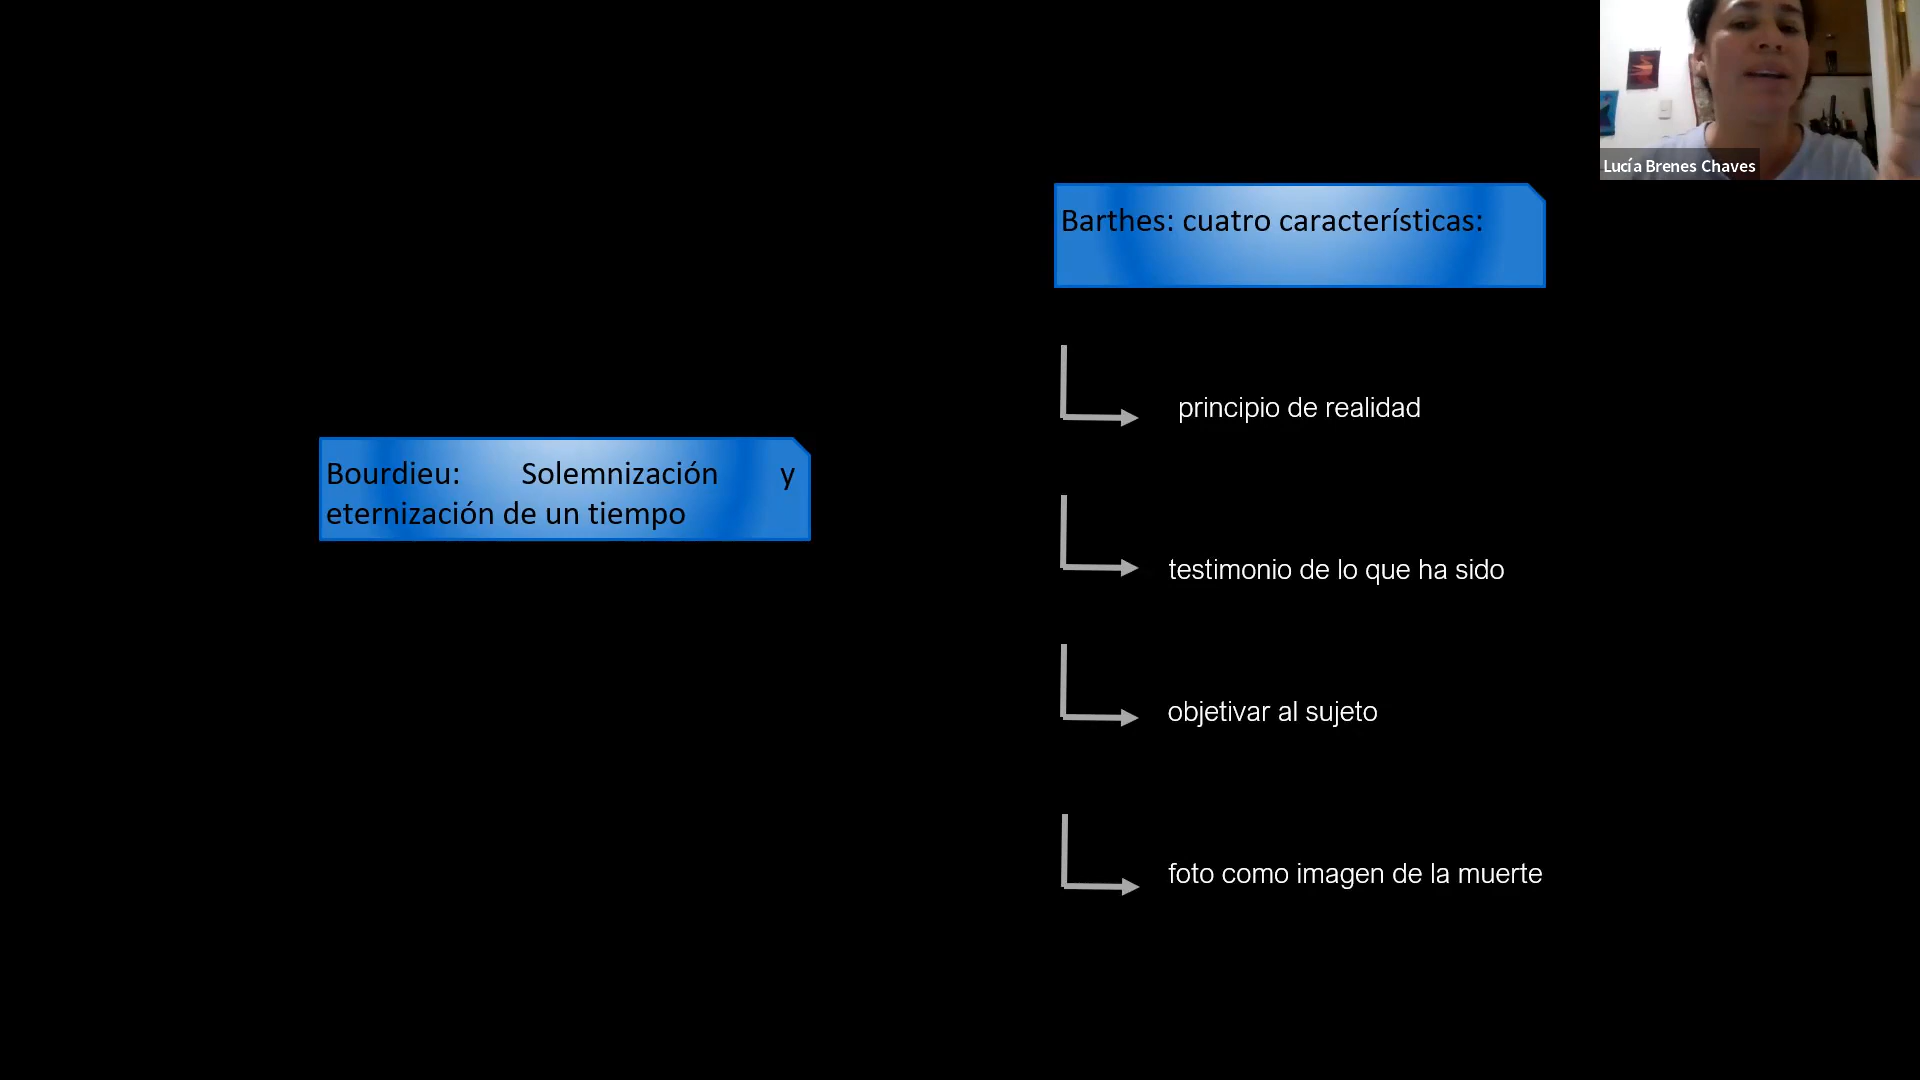 Lucía Brenes Chaves
Barthes: cuatro características:
principio de realidad
Bourdieu: Solemnización y
eternización de un tiempo
testimonio de lo que ha sido
objetivar al sujeto
foto como imagen de la muerte